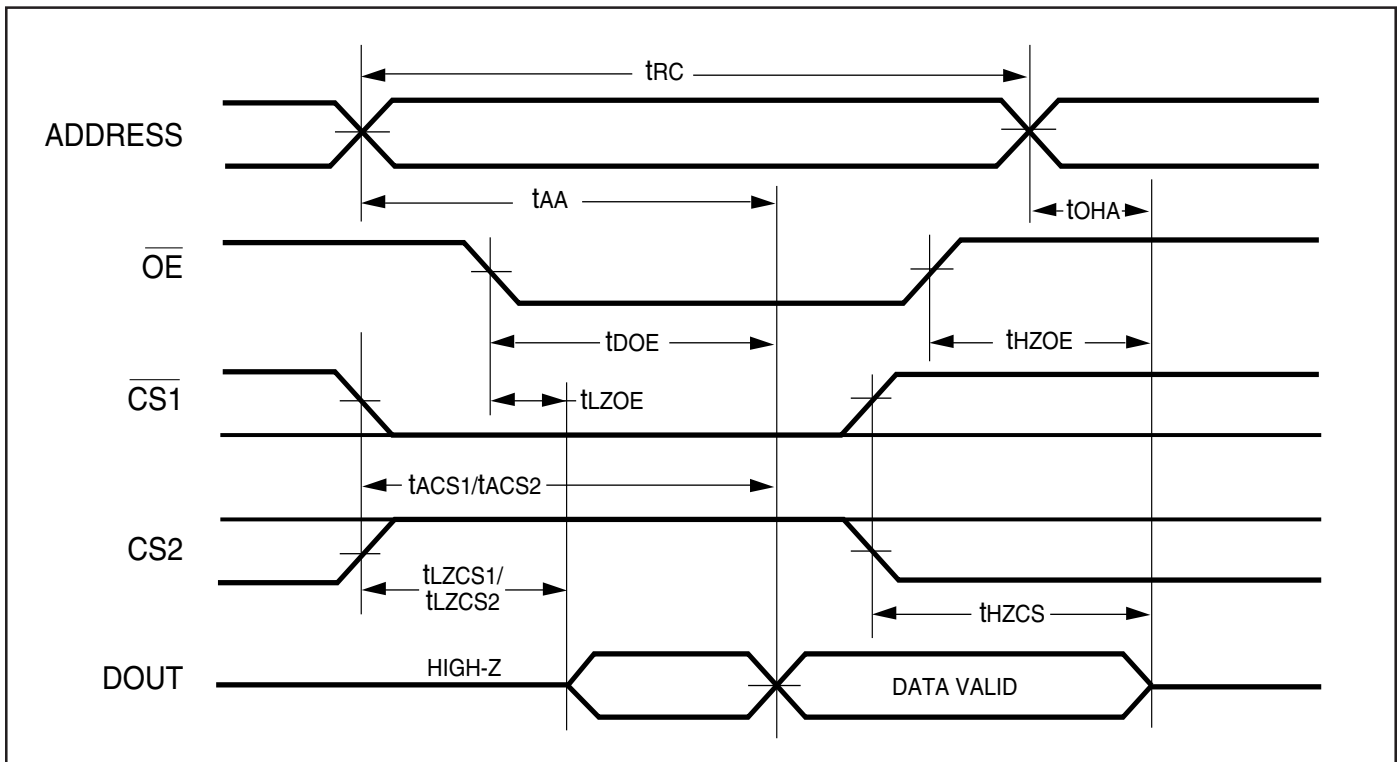 tRC
ADDRESS
tAA
tOHA
OE
tDOE
tHZOE
CS1
tLZOE
tACS1/tACS2
CS2
tLZCS1/
tLZCS2
tHZCS
DOUT
HIGH-Z
DATA VALID